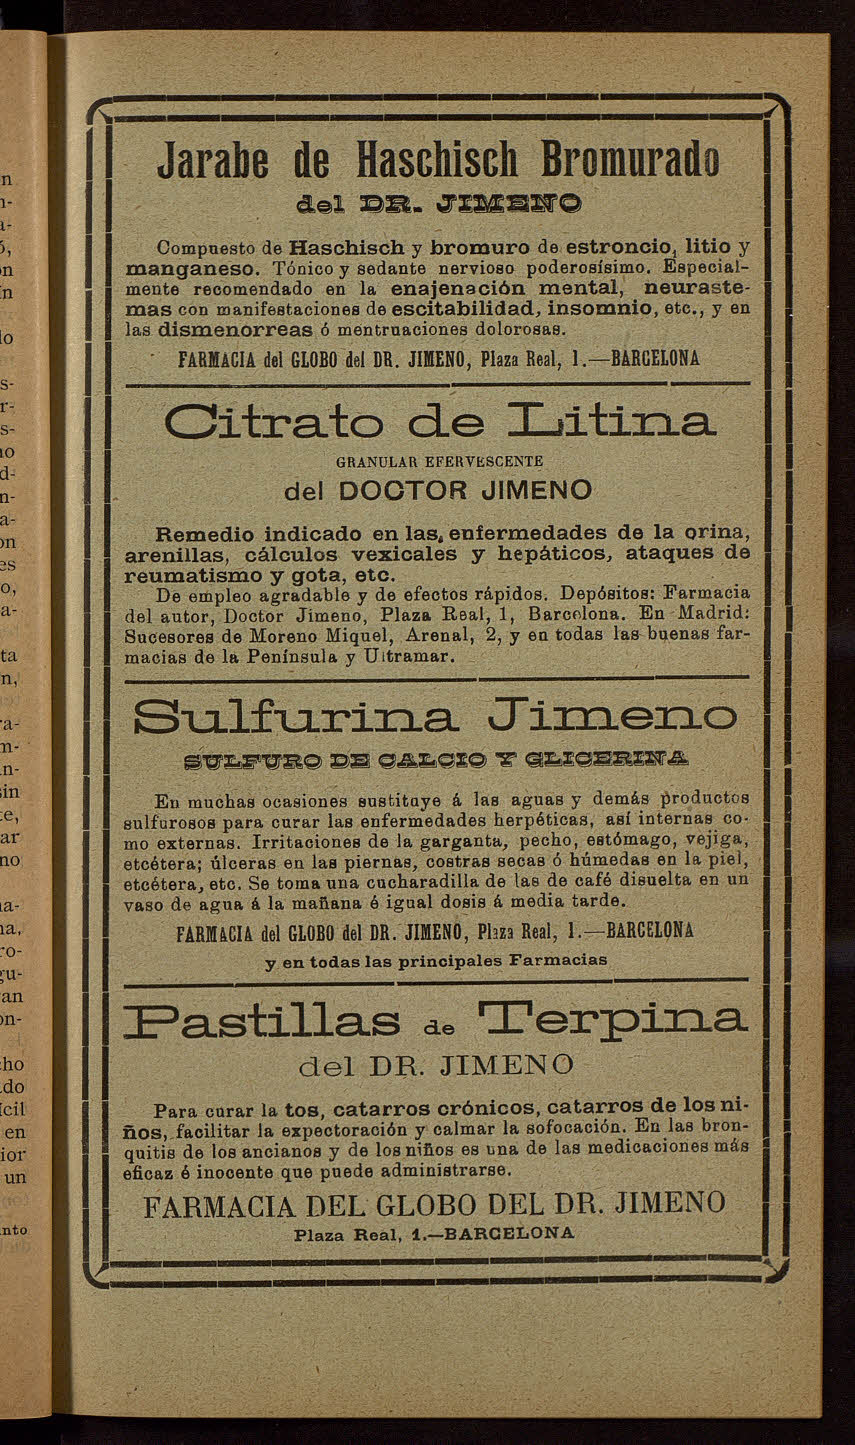 Jarabe de Haschisch Bromurado
del DR. JIMENO
Compuesto de Haschisch y bromuro de estroncio, litio y
manganeso. Tónico y sedante nervioso poderosísimo. Especial-
mente recomendado en la enajenación mental, neuraste-
mas con manifestaciones de escitabilidad, insomnio, etc., y en
las dismenorreas ó mentruaciones dolorosas.
FARMACIA del GLOBO del DR. JIMENO, Plaza Real, 1.—BARCELONA
Citrato de Litina
GRANULAR EFERVESCENTE
del DOCTOR JIMENO
Remedio indicado en las enfermedades de la orina,
arenillas, cálculos vexicales y hepáticos, ataques de
reumatismo y gota, etc.
De empleo agradable y de efectos rápidos. Depósitos: Farmacia
del autor, Doctor Jimeno, Plaza Real, 1, Barcelona. En Madrid:
Sucesores de Moreno Miquel, Arenal, 2, y en todas las buenas far-
macias de la Península y Ultramar.
Sulfurina Jimeno
SULFURO DE CALCIO Y GLICERINA
En muchas ocasiones sustituye á las aguas y demás productos
sulfurosos para curar las enfermedades herpéticas, así internas co-
mo externas. Irritaciones de la garganta, pecho, estómago, vejiga,
etcétera; úlceras en las piernas, costras secas ó húmedas en la piel,
etcétera, etc. Se toma una cucharadilla de las de café disuelta en un
vaso de agua á la mañana é igual dosis á media tarde.
FARMACIA del GLOBO del DR. JIMENO, Plaza Real, 1.—BARCELONA
y en todas las principales Farmacias
Pastillas de Terpina
del DR. JIMENO
Para curar la tos, catarros crónicos, catarros de los ni-
ños, facilitar la expectoración y calmar la sofocación. En las bron-
quitis de los ancianos y de los niños es una de las medicaciones más
eficaz é inocente que puede administrarse.
FARMACIA DEL GLOBO DEL DR. JIMENO
Plaza Real, 1.—BARCELONA